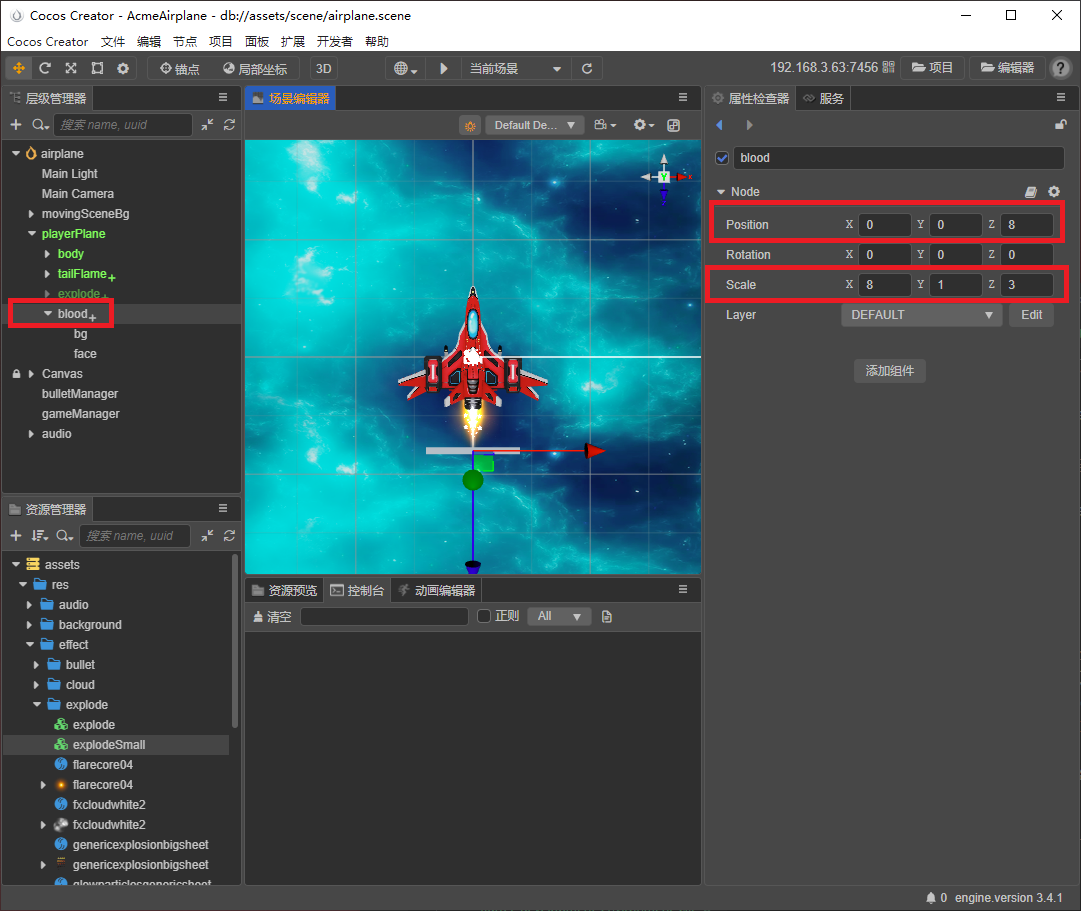 Cocos Creator - AcmeAirplane - db://assets/scene/airplane.scene
Cocos Creator 文件 编辑 节点 项目 面板 扩展 开发者 帮助
锚点 局部坐标 3D 当前场景 192.168.3.63:7456 项目 编辑器 ?
层级管理器
搜索 name, uuid
airplane
Main Light
Main Camera
movingSceneBg
playerPlane
body
tailFlame
explode
blood
bg
face
Canvas
bulletManager
gameManager
audio
资源管理器
搜索 name, uuid
assets
res
audio
background
effect
bullet
cloud
explode
explode
explodeSmall
flarecore04
flarecore04
fxcloudwhite2
fxcloudwhite2
genericexplosionbigsheet
genericexplosionbigsheet
场景编辑器
Default De...
Y
资源预览 控制台 动画编辑器
清空 正则 All
属性检查器 服务
blood
Node
Position X 0 Y 0 Z 8
Rotation X 0 Y 0 Z 0
Scale X 8 Y 1 Z 3
Layer DEFAULT Edit
添加组件
0 engine.version 3.4.1